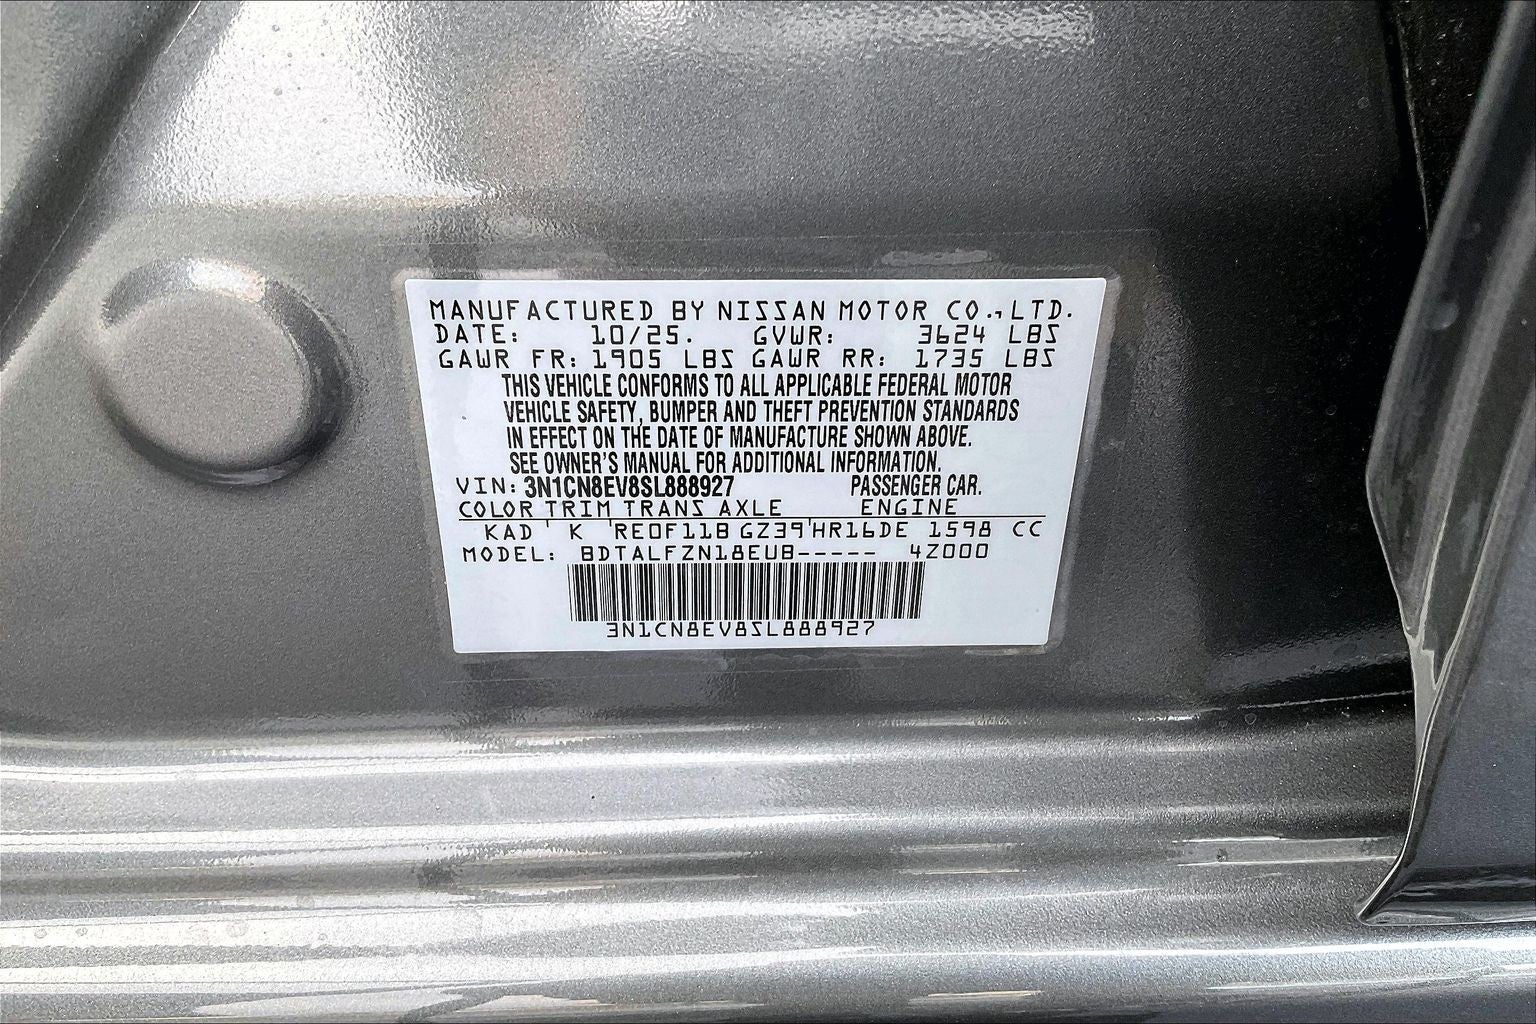 MANUFACTURED BY NISSAN MOTOR CO.,LTD.
DATE: 10/25. GVWR: 3624 LBS
GAWR FR: 1905 LBS GAWR RR: 1735 LBS
THIS VEHICLE CONFORMS TO ALL APPLICABLE FEDERAL MOTOR
VEHICLE SAFETY, BUMPER AND THEFT PREVENTION STANDARDS
IN EFFECT ON THE DATE OF MANUFACTURE SHOWN ABOVE.
SEE OWNER'S MANUAL FOR ADDITIONAL INFORMATION.
VIN: 3N1CN8EV8SL888927 PASSENGER CAR.
COLOR TRIM TRANS AXLE ENGINE
KAD K RE0F11B GZ39 HR16DE 1598 CC
MODEL: BDTALFZN18EUB----- 4Z000
3N1CN8EV8SL888927